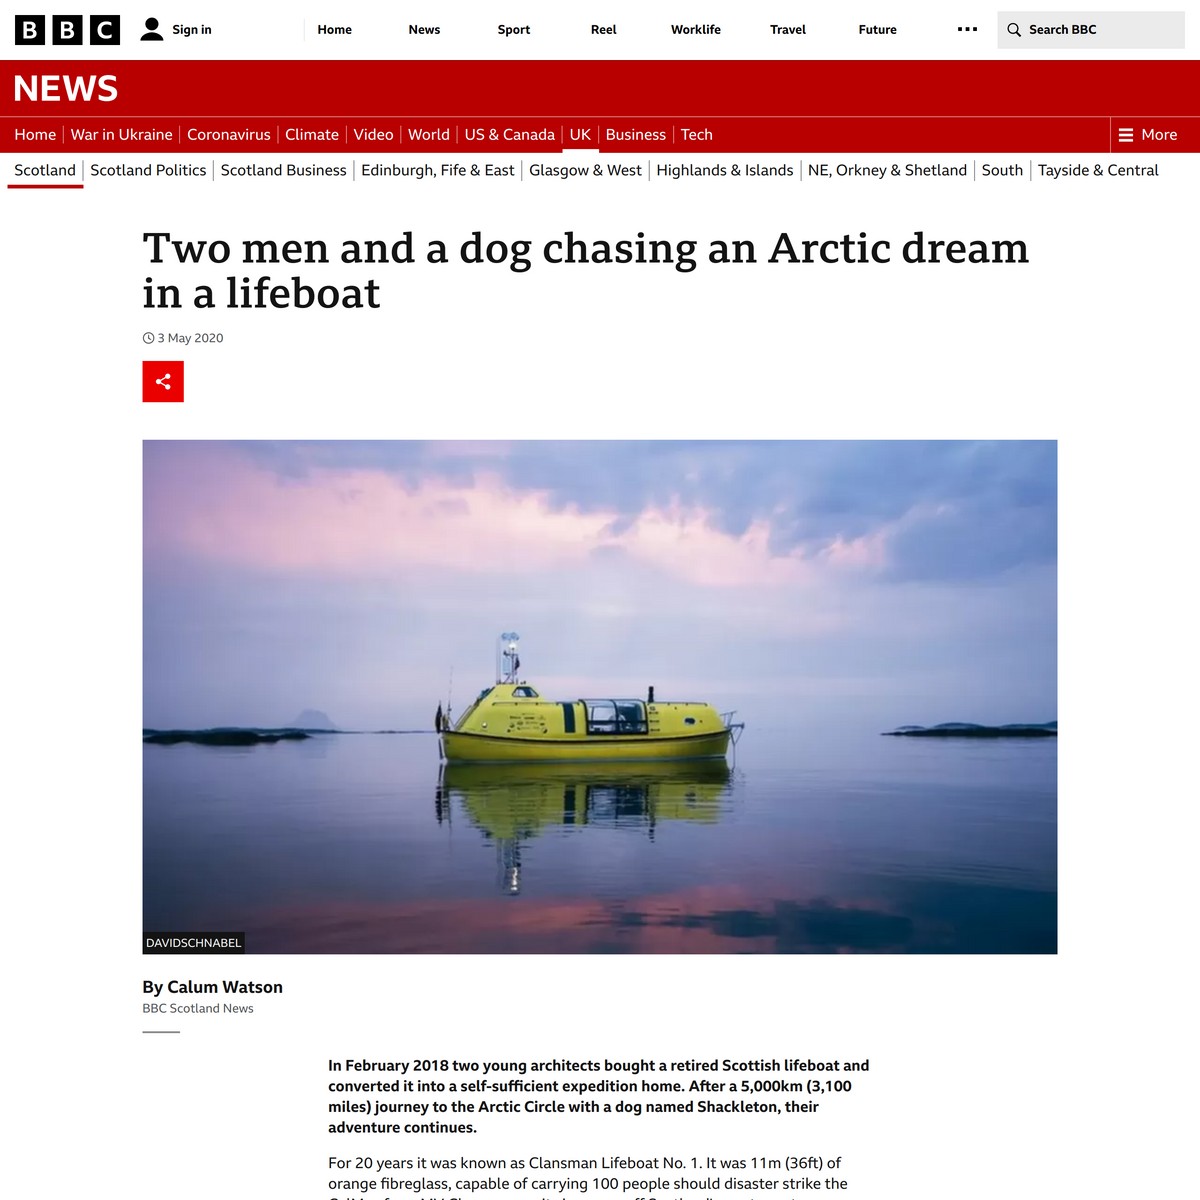 BBC
Sign in
Home
News
Sport
Reel
Worklife
Travel
Future
Search BBC
NEWS
Home
War in Ukraine
Coronavirus
Climate
Video
World
US & Canada
UK
Business
Tech
More
Scotland
Scotland Politics
Scotland Business
Edinburgh, Fife & East
Glasgow & West
Highlands & Islands
NE, Orkney & Shetland
South
Tayside & Central
Two men and a dog chasing an Arctic dream
in a lifeboat
3 May 2020
DAVIDSCHNABEL
By Calum Watson
BBC Scotland News
In February 2018 two young architects bought a retired Scottish lifeboat and
converted it into a self-sufficient expedition home. After a 5,000km (3,100
miles) journey to the Arctic Circle with a dog named Shackleton, their
adventure continues.
For 20 years it was known as Clansman Lifeboat No. 1. It was 11m (36ft) of
orange fibreglass, capable of carrying 100 people should disaster strike the